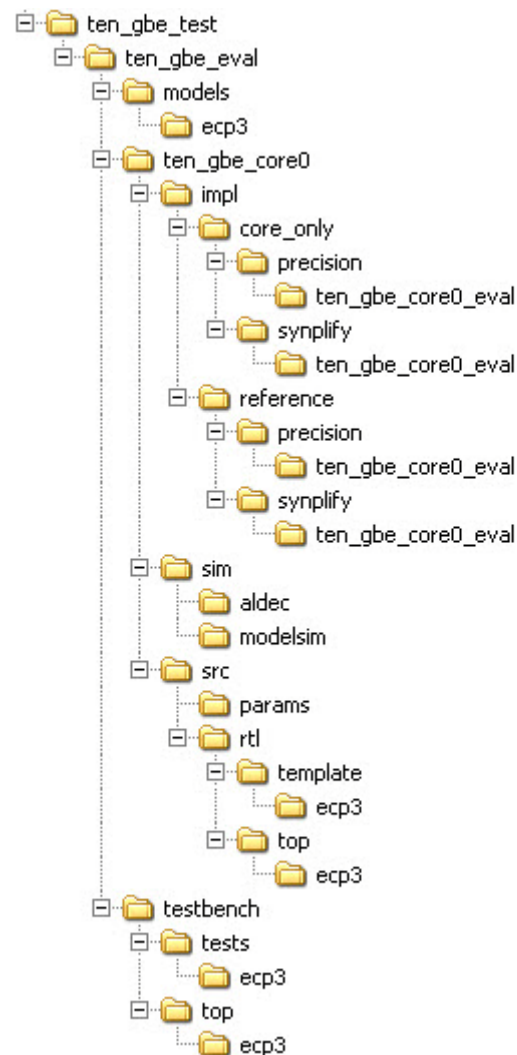 ten_gbe_test
ten_gbe_eval
models
ecp3
ten_gbe_core0
impl
core_only
precision
ten_gbe_core0_eval
synplify
ten_gbe_core0_eval
reference
precision
ten_gbe_core0_eval
synplify
ten_gbe_core0_eval
sim
aldec
modelsim
src
params
rtl
template
ecp3
top
ecp3
testbench
tests
ecp3
top
ecp3